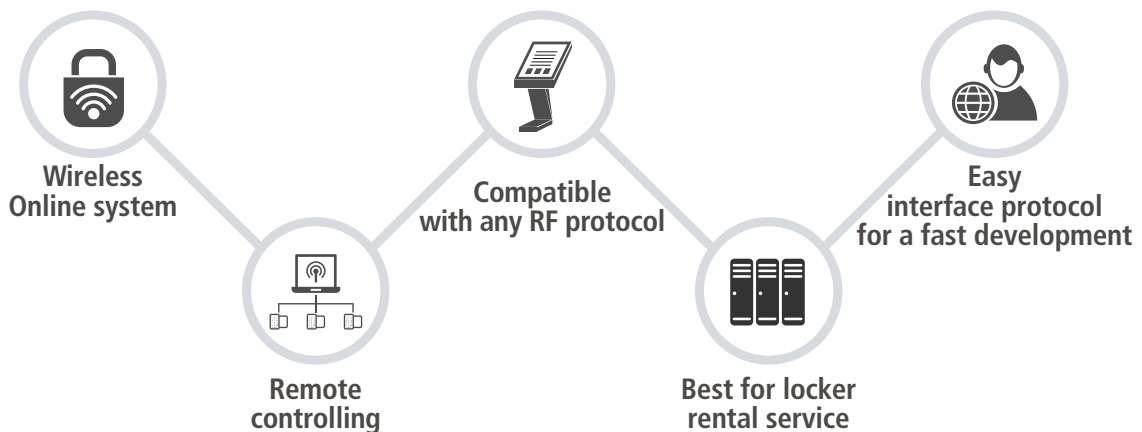 Wireless
Online system
Remote
controlling
Compatible
with any RF protocol
Best for locker
rental service
Easy
interface protocol
for a fast development